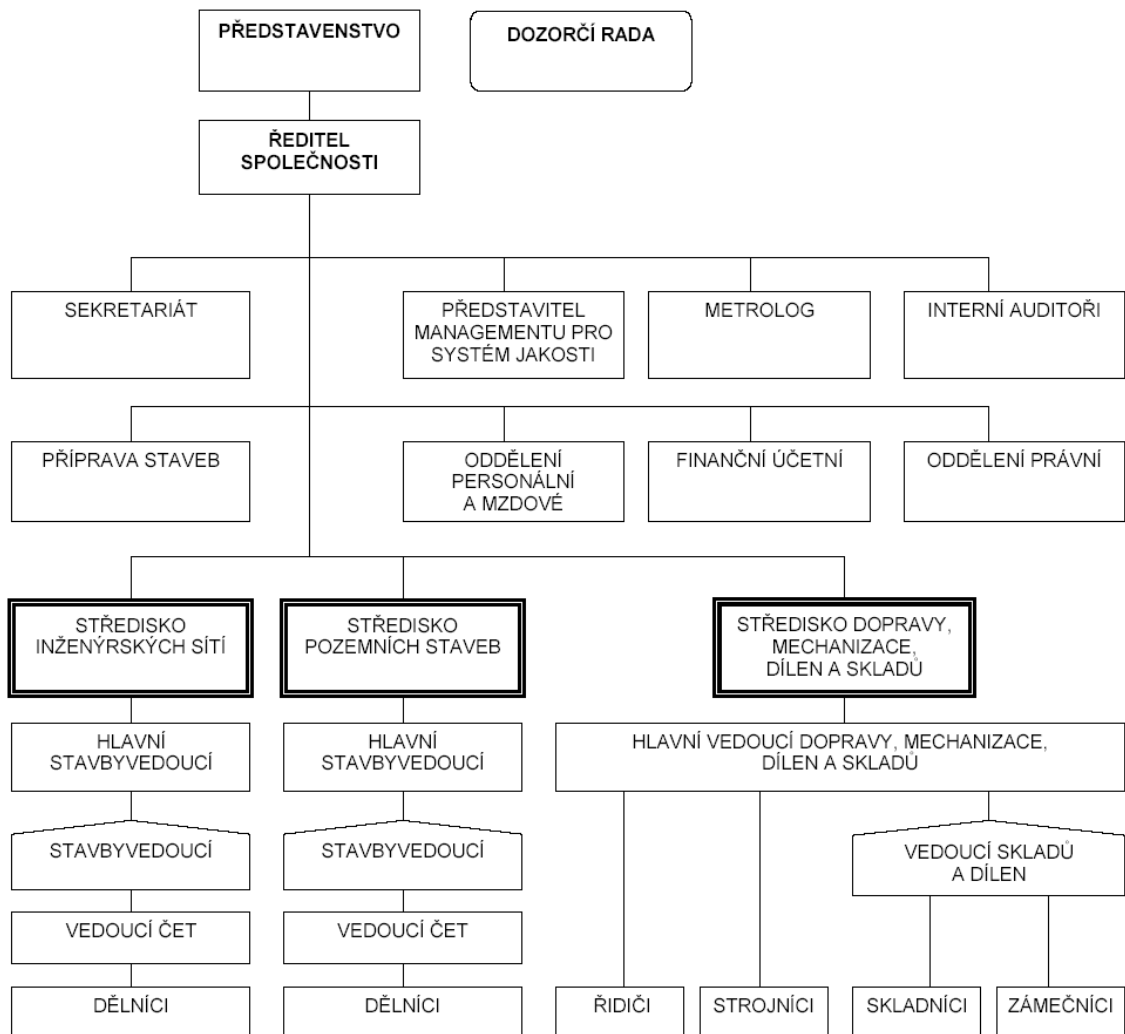 PŘEDSTAVENSTVO
DOZORČÍ RADA
ŘEDITEL
SPOLEČNOSTI
SEKRETARIÁT
PŘEDSTAVITEL
MANAGEMENTU PRO
SYSTÉM JAKOSTI
METROLOG
INTERNÍ AUDITOŘI
PŘÍPRAVA STAVEB
ODDĚLENÍ
PERSONÁLNÍ
A MZDOVÉ
FINANČNÍ ÚČETNÍ
ODDĚLENÍ PRÁVNÍ
STŘEDISKO
INŽENÝRSKÝCH SÍTÍ
STŘEDISKO
POZEMNÍCH STAVEB
STŘEDISKO DOPRAVY,
MECHANIZACE,
DÍLEN A SKLADŮ
HLAVNÍ
STAVBYVEDOUCÍ
HLAVNÍ
STAVBYVEDOUCÍ
HLAVNÍ VEDOUCÍ DOPRAVY, MECHANIZACE,
DÍLEN A SKLADŮ
STAVBYVEDOUCÍ
STAVBYVEDOUCÍ
VEDOUCÍ SKLADŮ
A DÍLEN
VEDOUCÍ ČET
VEDOUCÍ ČET
DĚLNÍCI
DĚLNÍCI
ŘIDIČI
STROJNÍCI
SKLADNÍCI
ZÁMEČNÍCI